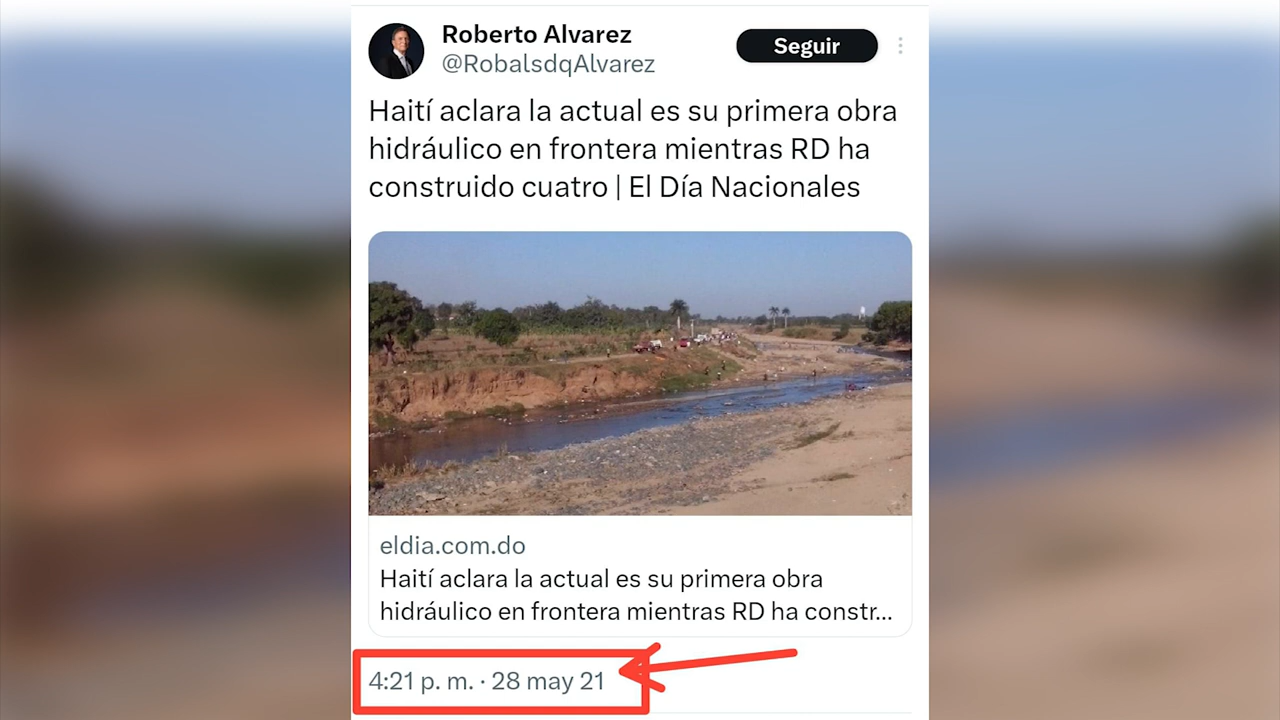 Roberto Alvarez
@RobalsdqAlvarez
Seguir
Haití aclara la actual es su primera obra
hidráulico en frontera mientras RD ha
construido cuatro | El Día Nacionales
eldia.com.do
Haití aclara la actual es su primera obra
hidráulico en frontera mientras RD ha constr...
4:21 p. m. · 28 may 21